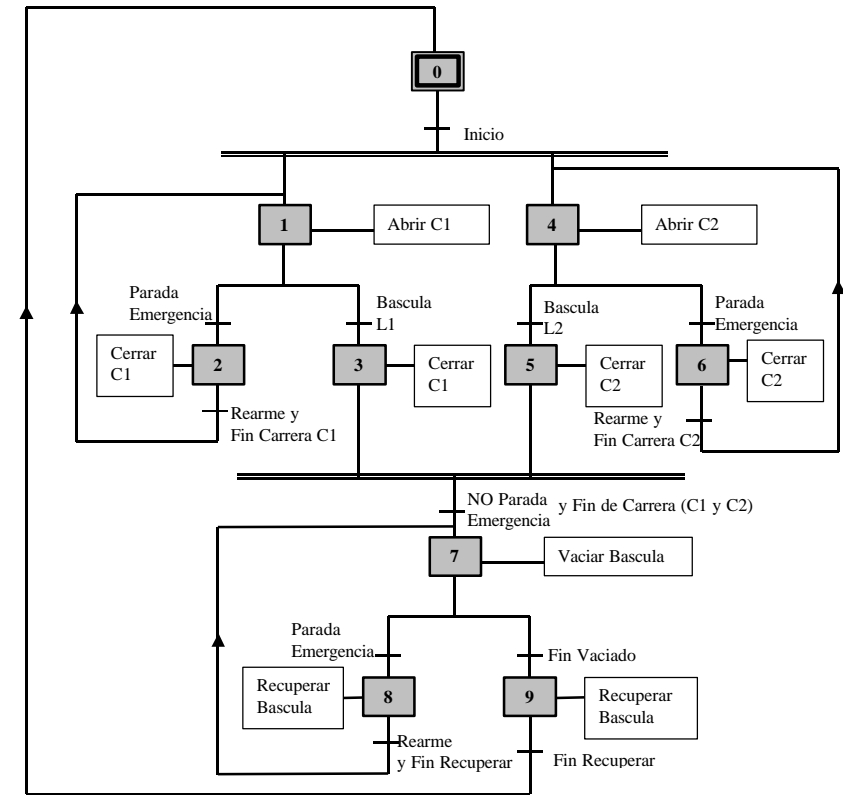 0
Inicio
1
Abrir C1
4
Abrir C2
Parada
Emergencia
Bascula
L1
Bascula
L2
Parada
Emergencia
Cerrar
C1
2
3
Cerrar
C1
5
Cerrar
C2
6
Cerrar
C2
Rearme y
Fin Carrera C1
Rearme y
Fin Carrera C2
NO Parada
Emergencia
y Fin de Carrera (C1 y C2)
7
Vaciar Bascula
Parada
Emergencia
Fin Vaciado
Recuperar
Bascula
8
9
Recuperar
Bascula
Rearme
y Fin Recuperar
Fin Recuperar